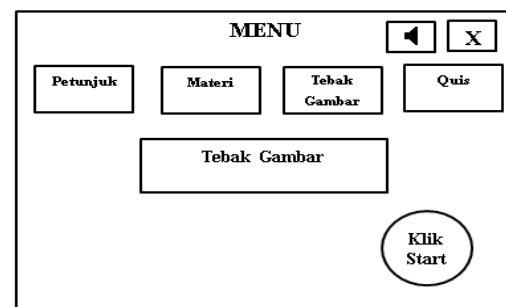 MENU
X
Petunjuk
Materi
Tebak
Gambar
Quis
Tebak Gambar
Klik
Start